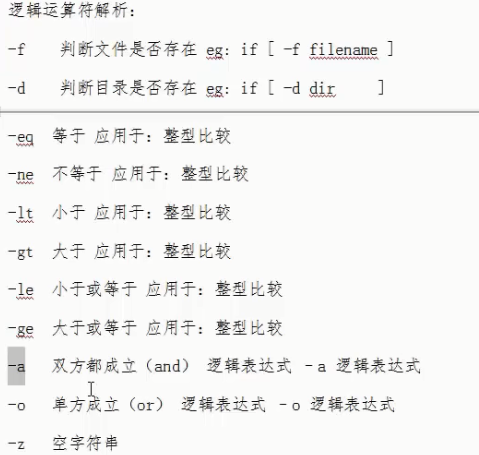 逻辑运算符解析：
-f 判断文件是否存在 eg: if [ -f filename ]
-d 判断目录是否存在 eg: if [ -d dir ]
-eq 等于 应用于：整型比较
-ne 不等于 应用于：整型比较
-lt 小于 应用于：整型比较
-gt 大于 应用于：整型比较
-le 小于或等于 应用于：整型比较
-ge 大于或等于 应用于：整型比较
-a 双方都成立（and） 逻辑表达式 -a 逻辑表达式
-o 单方成立（or） 逻辑表达式 -o 逻辑表达式
-z 空字符串